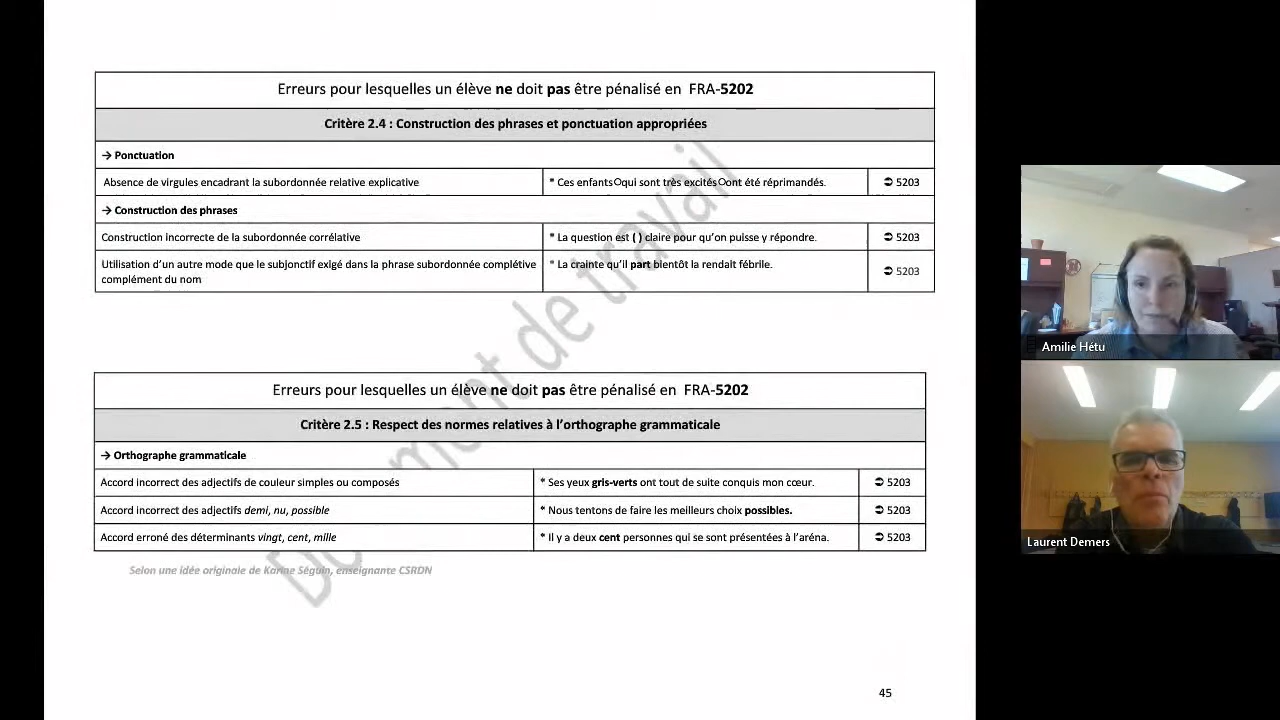 Erreurs pour lesquelles un élève ne doit pas être pénalisé en FRA-5202
Critère 2.4 : Construction des phrases et ponctuation appropriées
→ Ponctuation
Absence de virgules encadrant la subordonnée relative explicative * Ces enfants○qui sont très excités○ont été réprimandés. ➲ 5203
→ Construction des phrases
Construction incorrecte de la subordonnée corrélative * La question est ( ) claire pour qu’on puisse y répondre. ➲ 5203
Utilisation d’un autre mode que le subjonctif exigé dans la phrase subordonnée complétive * La crainte qu’il part bientôt la rendait fébrile. ➲ 5203
complément du nom
Erreurs pour lesquelles un élève ne doit pas être pénalisé en FRA-5202
Critère 2.5 : Respect des normes relatives à l’orthographe grammaticale
→ Orthographe grammaticale
Accord incorrect des adjectifs de couleur simples ou composés * Ses yeux gris-verts ont tout de suite conquis mon cœur. ➲ 5203
Accord incorrect des adjectifs demi, nu, possible * Nous tentons de faire les meilleurs choix possibles. ➲ 5203
Accord erroné des déterminants vingt, cent, mille * Il y a deux cent personnes qui se sont présentées à l’aréna. ➲ 5203
Selon une idée originale de Karine Séguin, enseignante CSRDN
Document de travail
45
Amilie Hétu
Laurent Demers